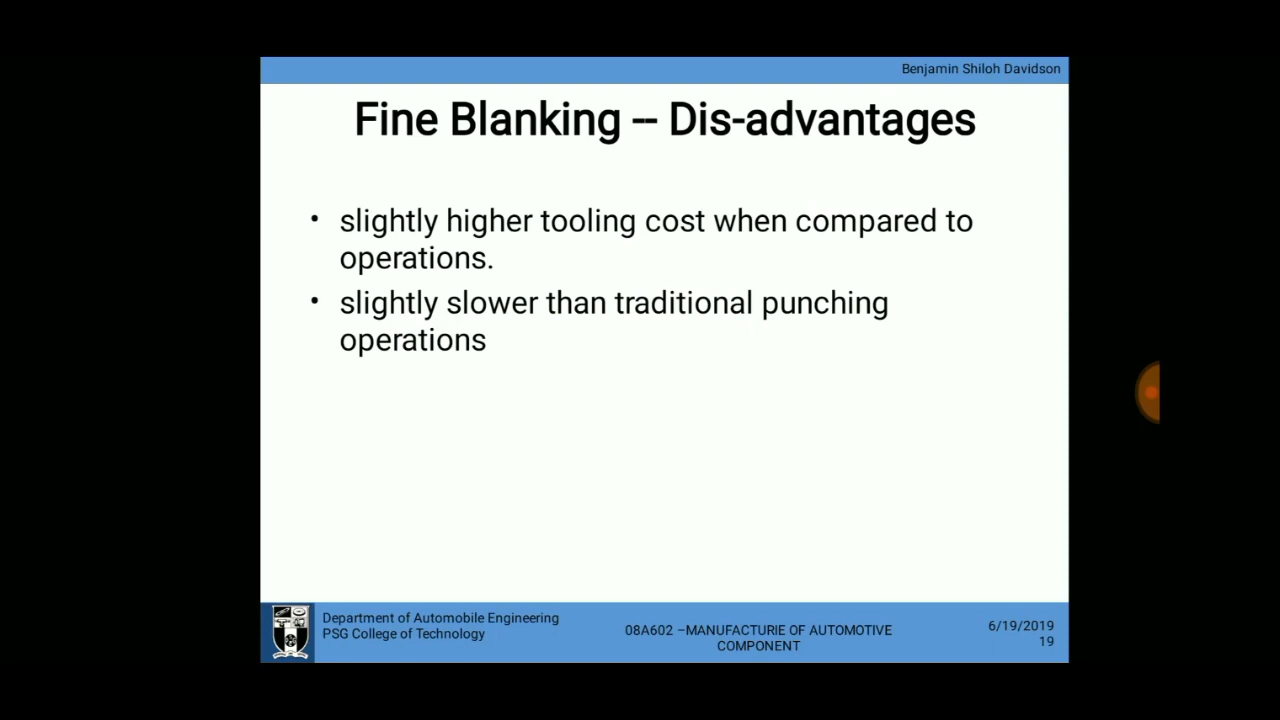 Benjamin Shiloh Davidson
Fine Blanking -- Dis-advantages
• slightly higher tooling cost when compared to
operations.
• slightly slower than traditional punching
operations
Department of Automobile Engineering
PSG College of Technology
08A602 –MANUFACTURIE OF AUTOMOTIVE
COMPONENT
6/19/2019
19